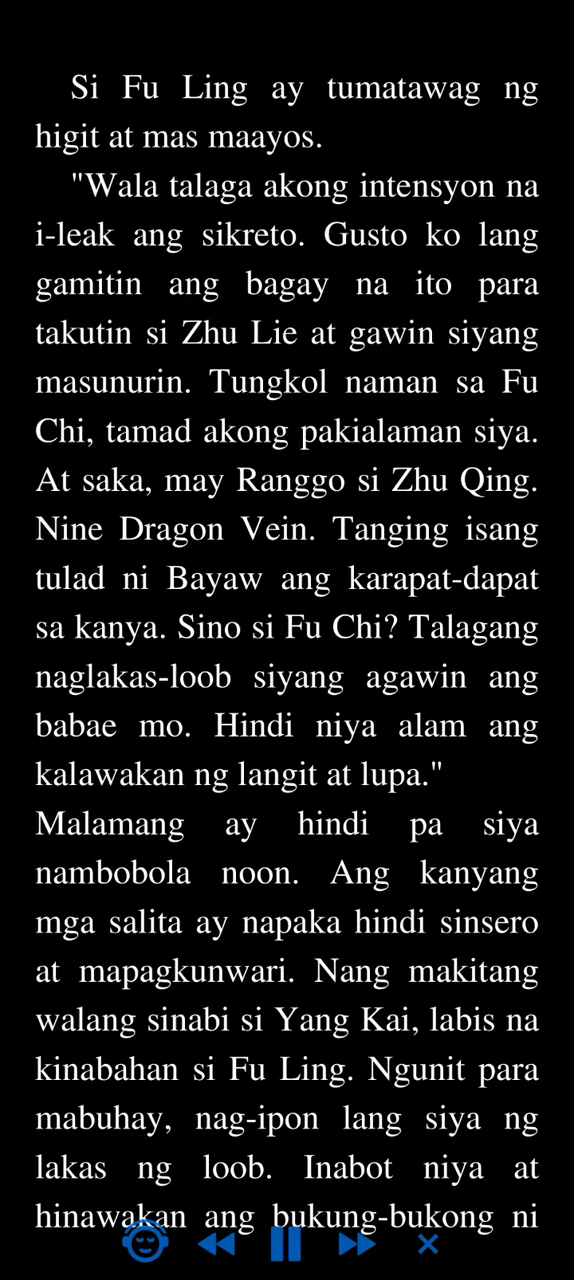 Si Fu Ling ay tumatawag ng
higit at mas maayos.
"Wala talaga akong intensyon na
i-leak ang sikreto. Gusto ko lang
gamitin ang bagay na ito para
takutin si Zhu Lie at gawin siyang
masunurin. Tungkol naman sa Fu
Chi, tamad akong pakialaman siya.
At saka, may Ranggo si Zhu Qing.
Nine Dragon Vein. Tanging isang
tulad ni Bayaw ang karapat-dapat
sa kanya. Sino si Fu Chi? Talagang
naglakas-loob siyang agawin ang
babae mo. Hindi niya alam ang
kalawakan ng langit at lupa."
Malamang ay hindi pa siya
nambobola noon. Ang kanyang
mga salita ay napaka hindi sinsero
at mapagkunwari. Nang makitang
walang sinabi si Yang Kai, labis na
kinabahan si Fu Ling. Ngunit para
mabuhay, nag-ipon lang siya ng
lakas ng loob. Inabot niya at
hinawakan ang bukung-bukong ni